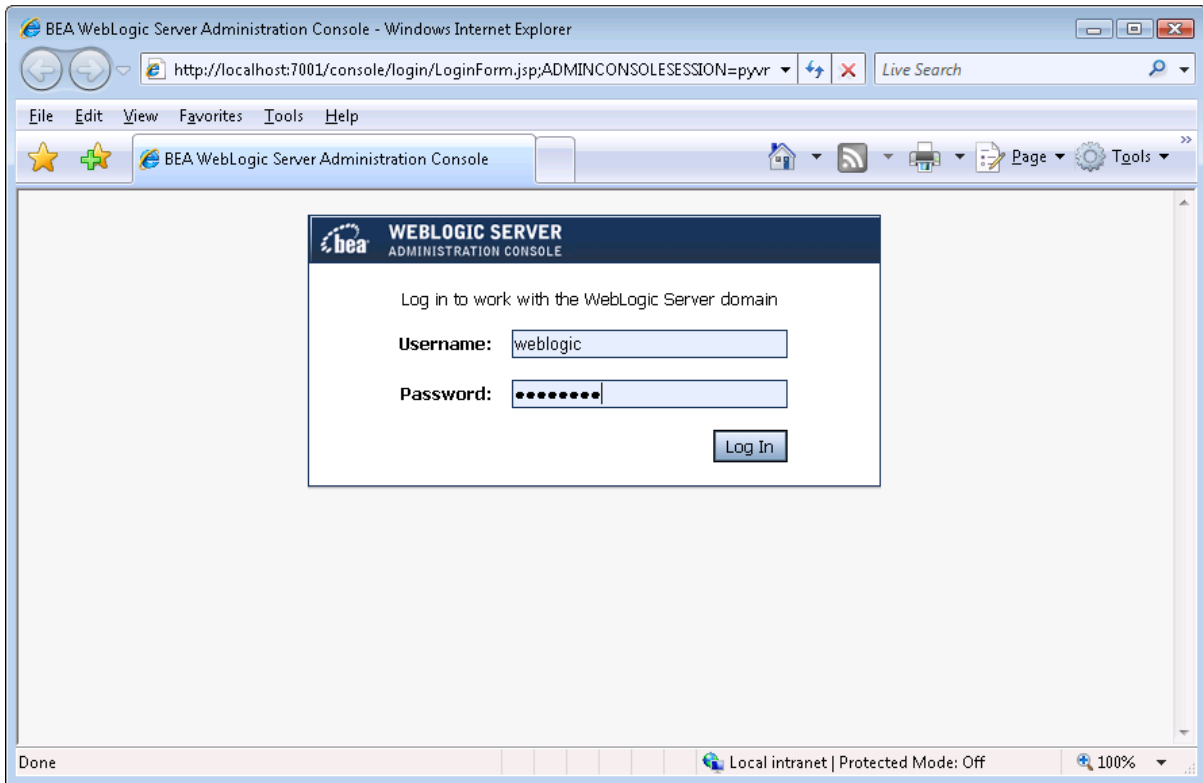 BEA WebLogic Server Administration Console - Windows Internet Explorer
http://localhost:7001/console/login/LoginForm.jsp;ADMINCONSOLESESSION=pyvr
Live Search
File Edit View Favorites Tools Help
BEA WebLogic Server Administration Console
Page Tools
bea WEBLOGIC SERVER
ADMINISTRATION CONSOLE
Log in to work with the WebLogic Server domain
Username: weblogic
Password: ••••••••
Log In
Done Local intranet | Protected Mode: Off 100%